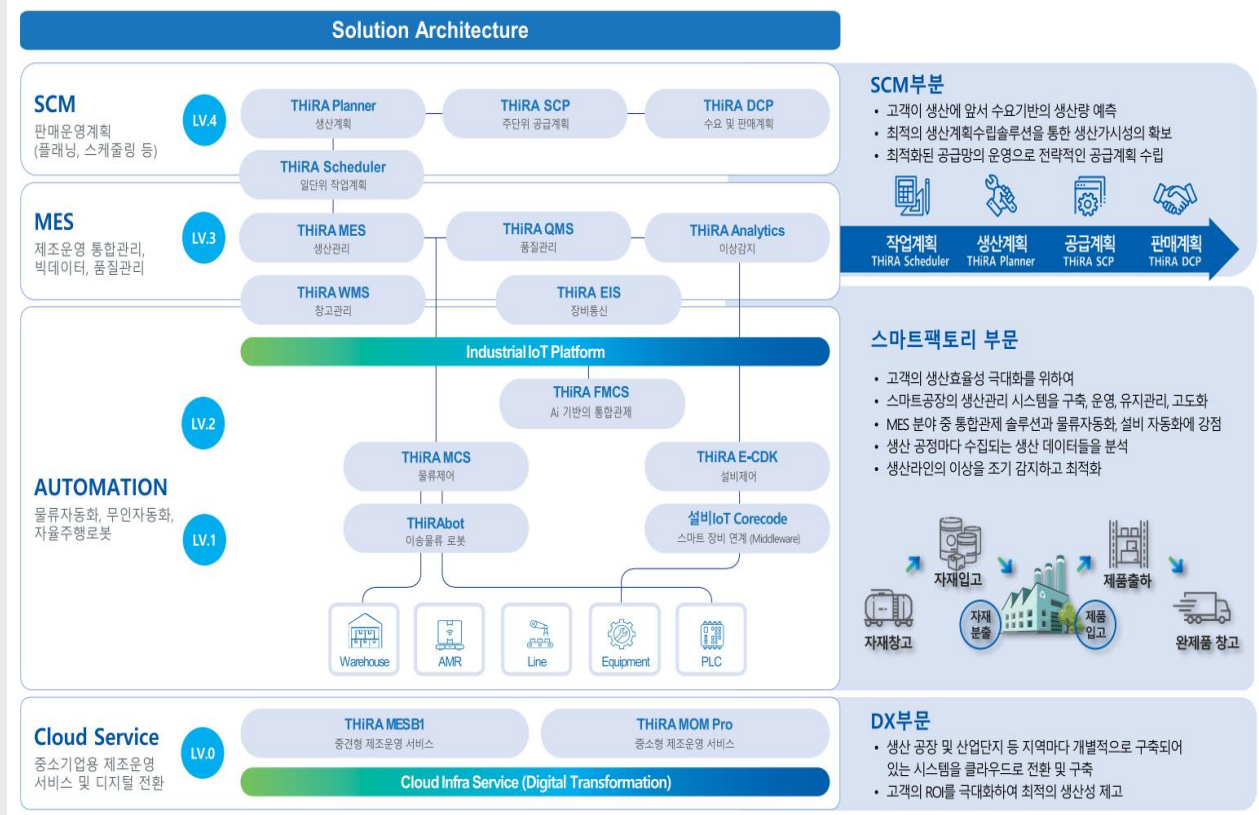 Solution Architecture
SCM
판매운영계획
(플래닝, 스케줄링 등)
LV.4
THiRA Planner
생산계획
THiRA SCP
주단위 공급계획
THiRA DCP
수요 및 판매계획
THiRA Scheduler
일단위 작업계획
MES
제조운영 통합관리,
빅데이터, 품질관리
LV.3
THiRA MES
생산관리
THiRA QMS
품질관리
THiRA Analytics
이상감지
THiRA WMS
창고관리
THiRA EIS
장비통신
Industrial IoT Platform
THiRA FMCS
Ai 기반의 통합관제
LV.2
AUTOMATION
물류자동화, 무인자동화,
자율주행로봇
LV.1
THiRA MCS
물류제어
THiRA E-CDK
설비제어
THiRAbot
이송물류 로봇
설비IoT Corecode
스마트 장비 연계 (Middleware)
Warehouse
AMR
Line
Equipment
PLC
Cloud Service
중소기업용 제조운영
서비스 및 디지털 전환
LV.0
THiRA MESB1
중견형 제조운영 서비스
THiRA MOM Pro
중소형 제조운영 서비스
Cloud Infra Service (Digital Transformation)
SCM부분
• 고객이 생산에 앞서 수요기반의 생산량 예측
• 최적의 생산계획수립솔루션을 통한 생산가시성의 확보
• 최적화된 공급망의 운영으로 전략적인 공급계획 수립
작업계획
THiRA Scheduler
생산계획
THiRA Planner
공급계획
THiRA SCP
판매계획
THiRA DCP
스마트팩토리 부문
• 고객의 생산효율성 극대화를 위하여
• 스마트공장의 생산관리 시스템을 구축, 운영, 유지관리, 고도화
• MES 분야 중 통합관제 솔루션과 물류자동화, 설비 자동화에 강점
• 생산 공정마다 수집되는 생산 데이터들을 분석
• 생산라인의 이상을 조기 감지하고 최적화
자재창고
자재입고
자재
분출
제품
입고
제품출하
완제품 창고
DX부문
• 생산 공장 및 산업단지 등 지역마다 개별적으로 구축되어
있는 시스템을 클라우드로 전환 및 구축
• 고객의 ROI를 극대화하여 최적의 생산성 제고